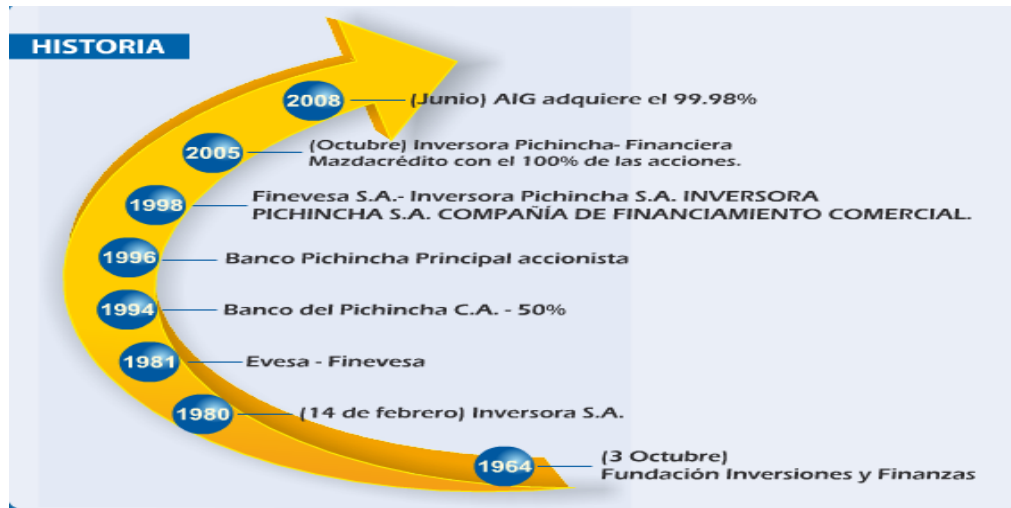 HISTORIA
2008 (Junio) AIG adquiere el 99.98%
2005 (Octubre) Inversora Pichincha- Financiera
Mazdacrédito con el 100% de las acciones.
1998 Finevesa S.A.- Inversora Pichincha S.A. INVERSORA
PICHINCHA S.A. COMPAÑÍA DE FINANCIAMIENTO COMERCIAL.
1996 Banco Pichincha Principal accionista
1994 Banco del Pichincha C.A. - 50%
1981 Evesa - Finevesa
1980 (14 de febrero) Inversora S.A.
1964 (3 Octubre)
Fundación Inversiones y Finanzas